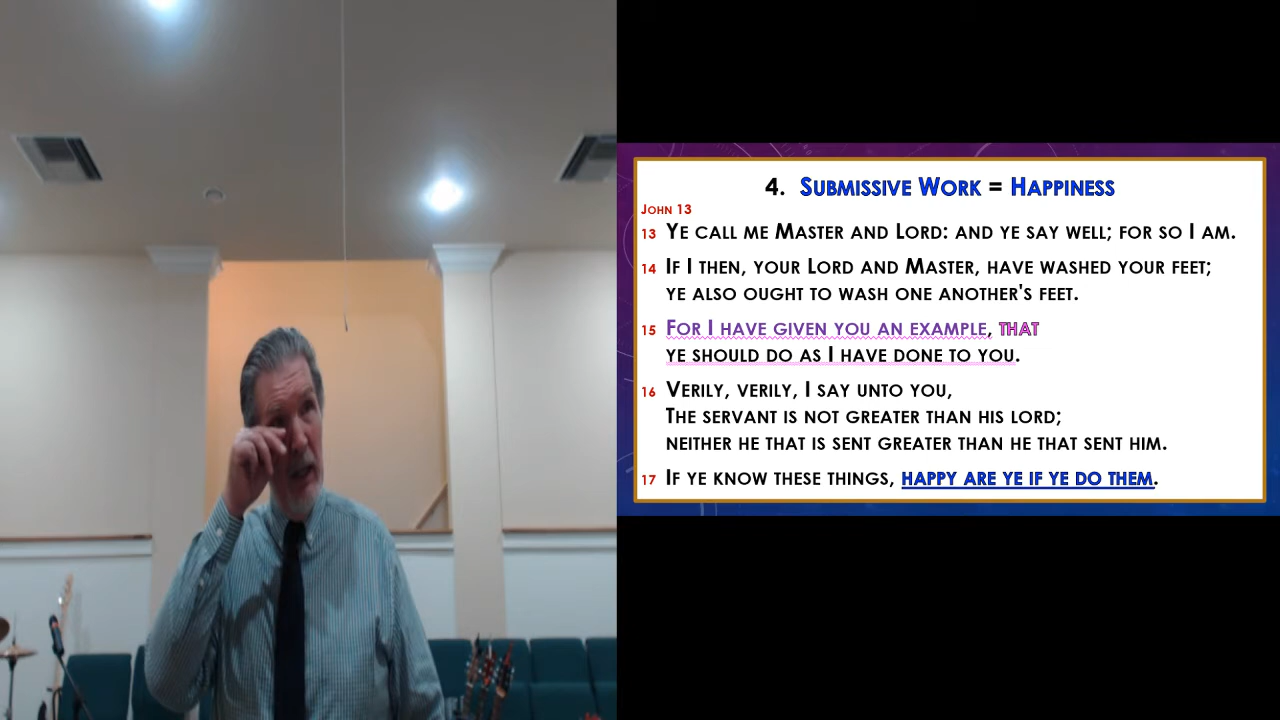 4. Submissive Work = Happiness
John 13
13 Ye call me Master and Lord: and ye say well; for so I am.
14 If I then, your Lord and Master, have washed your feet;
ye also ought to wash one another's feet.
15 For I have given you an example, that
ye should do as I have done to you.
16 Verily, verily, I say unto you,
The servant is not greater than his lord;
neither he that is sent greater than he that sent him.
17 If ye know these things, happy are ye if ye do them.